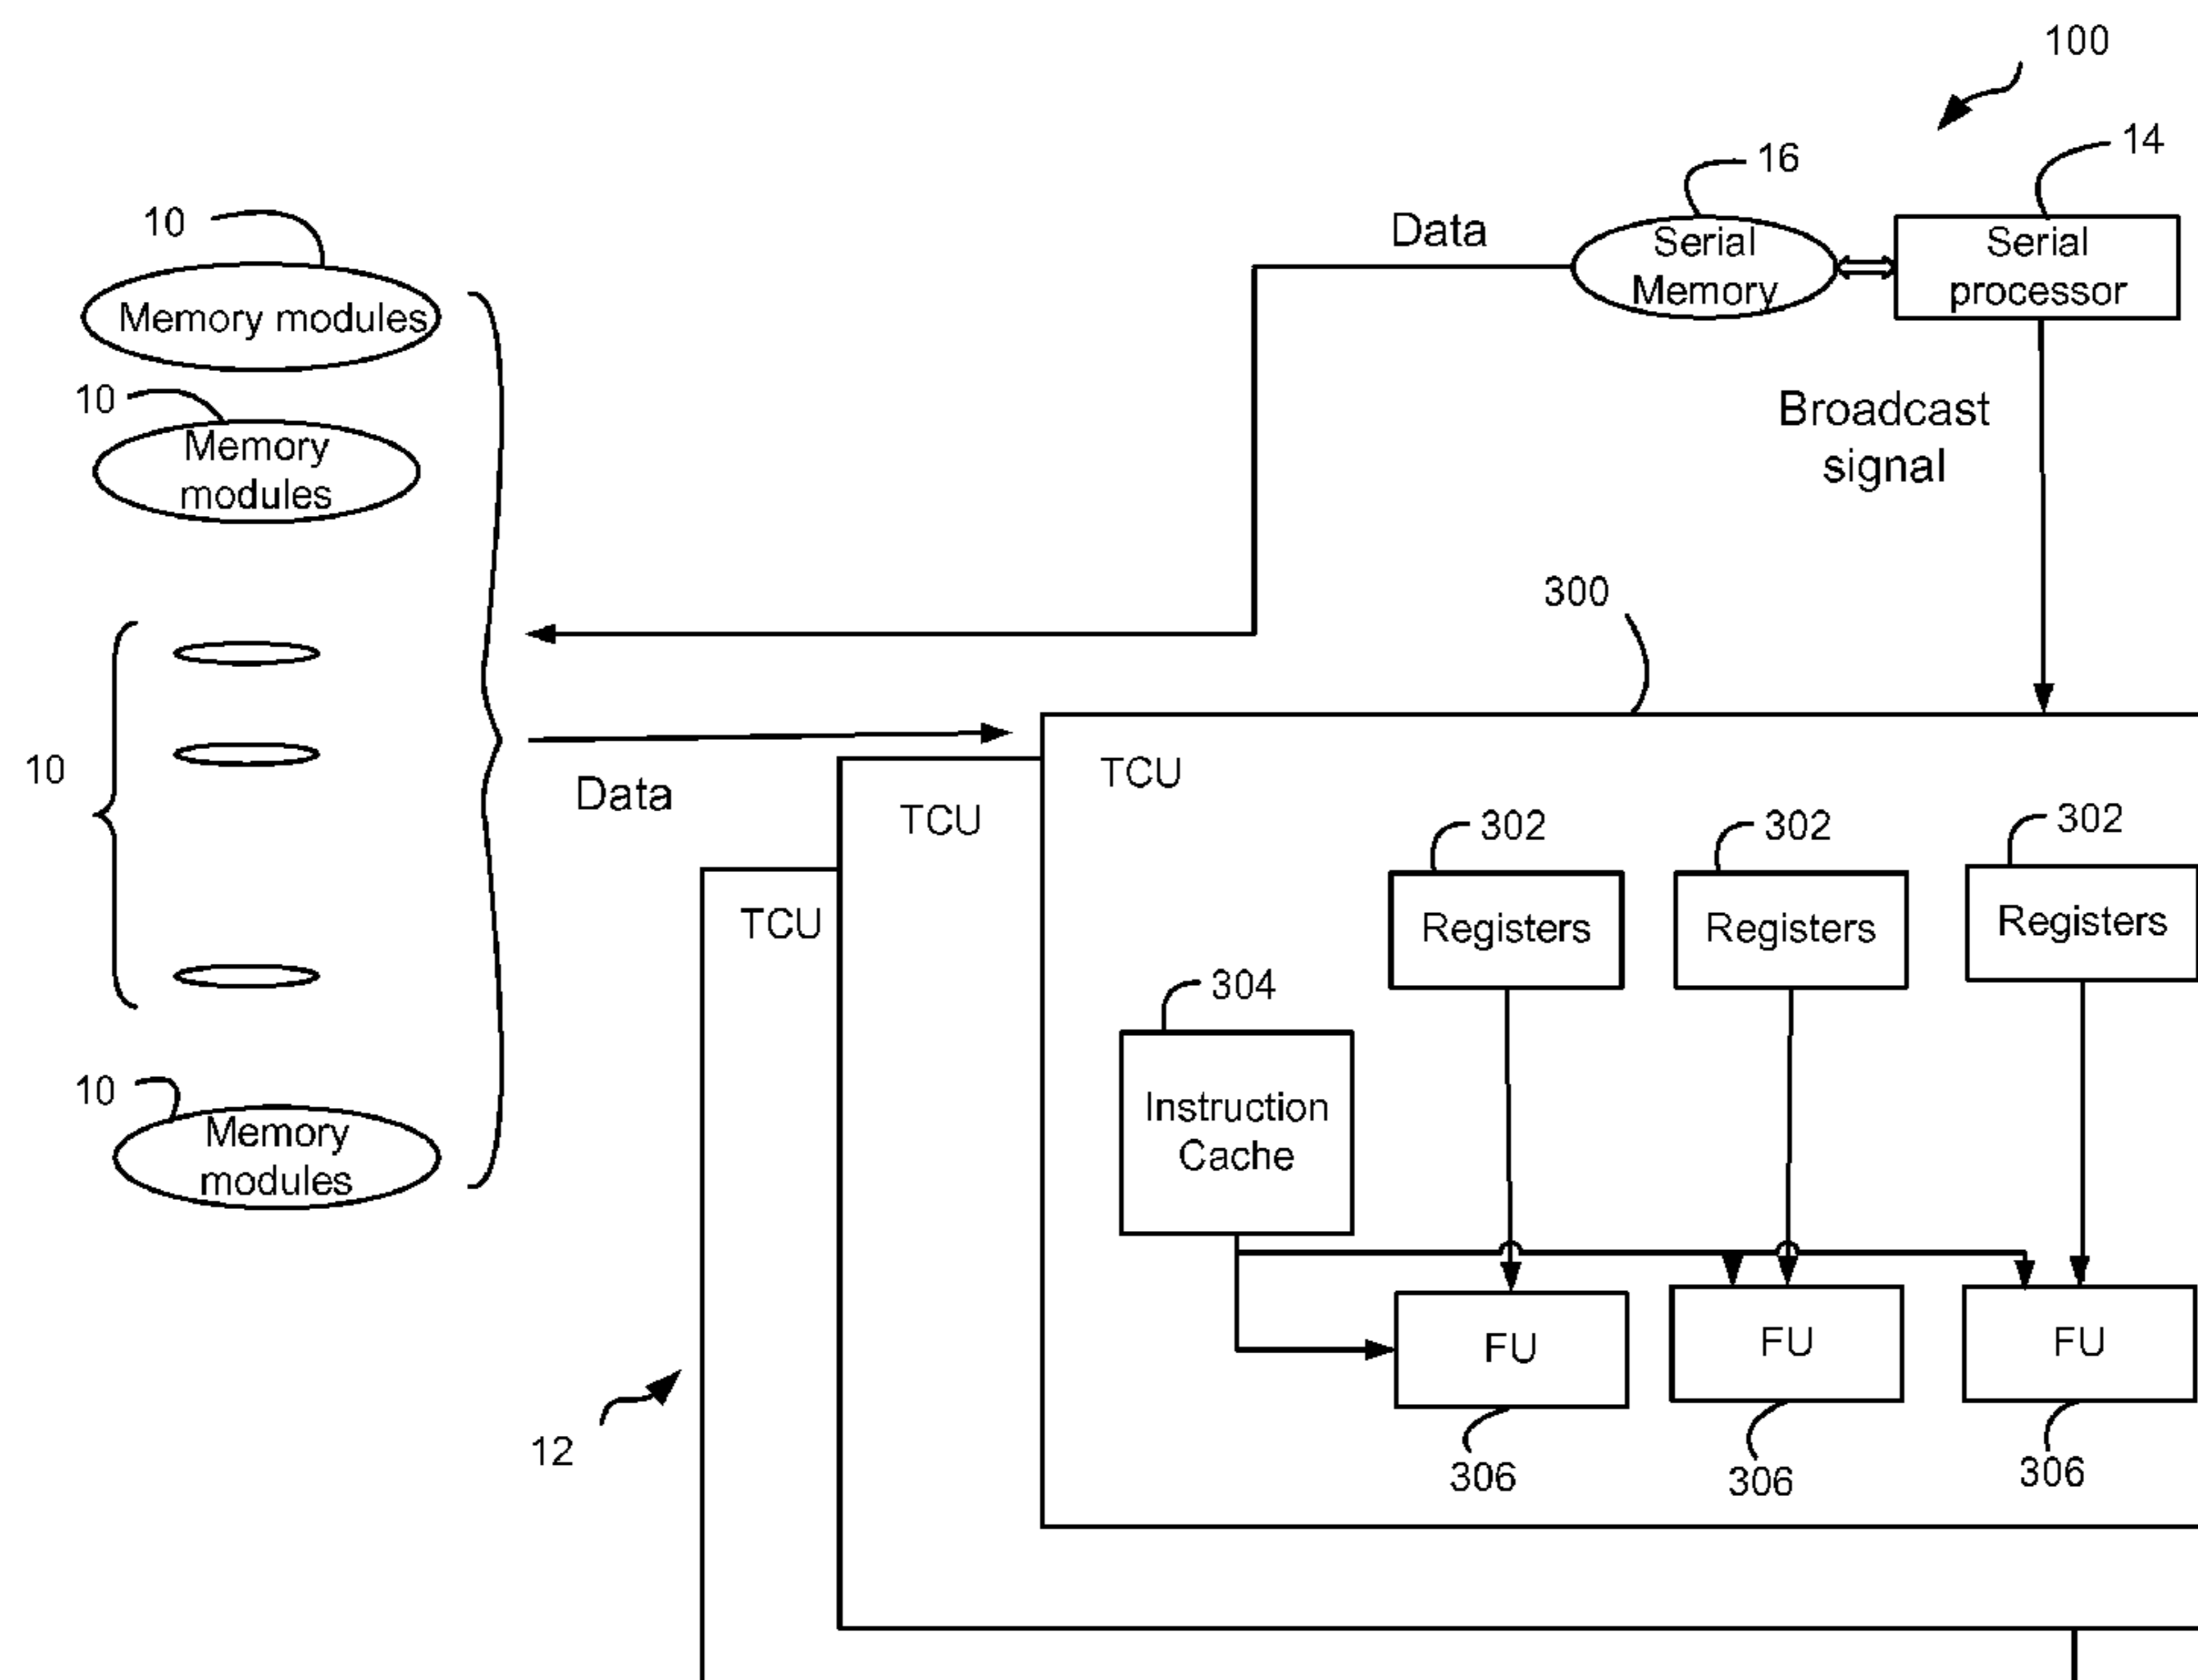 100
14
16
Data
Serial
Memory
Serial
processor
10
Memory modules
10
Memory
modules
Broadcast
signal
300
10
Data
TCU
TCU
TCU
302
302
302
Registers
Registers
Registers
304
Instruction
Cache
10
Memory
modules
FU
FU
FU
12
306
306
306